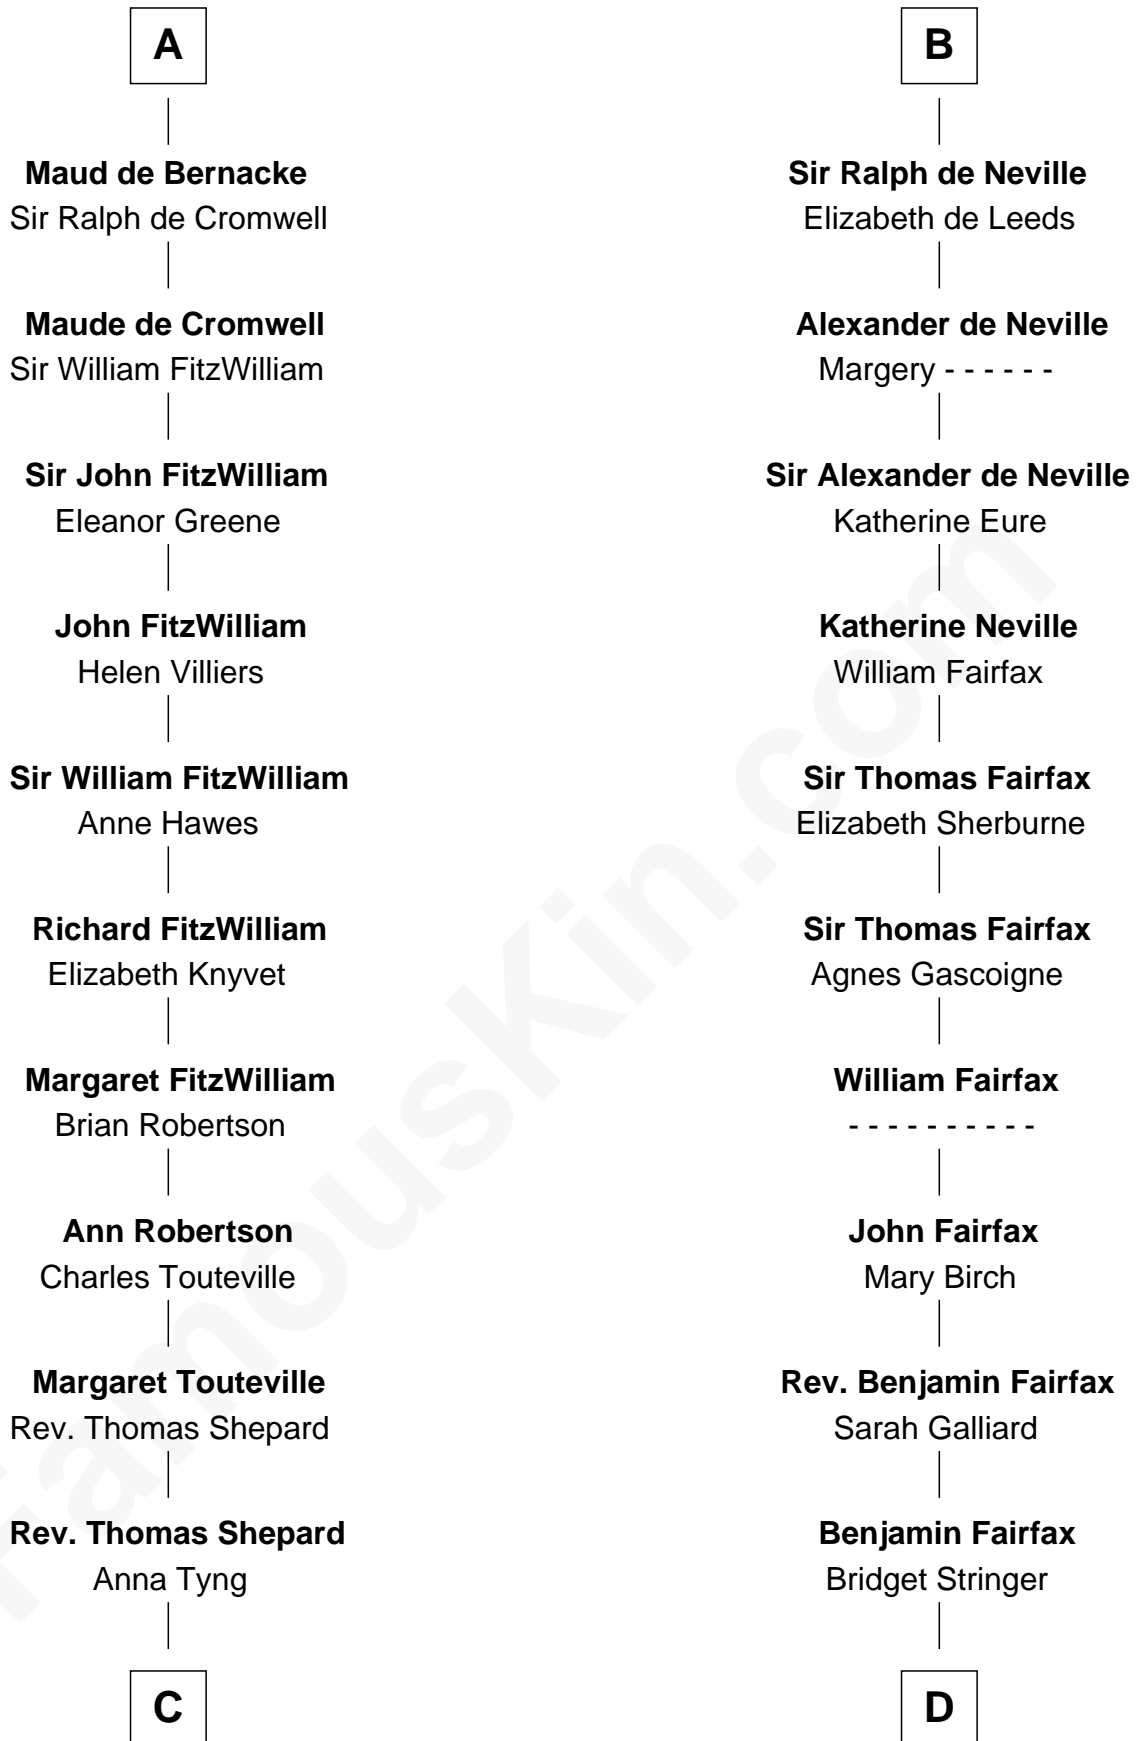 A
Maud de Bernacke
Sir Ralph de Cromwell
Maude de Cromwell
Sir William FitzWilliam
Sir John FitzWilliam
Eleanor Greene
John FitzWilliam
Helen Villiers
Sir William FitzWilliam
Anne Hawes
Richard FitzWilliam
Elizabeth Knyvet
Margaret FitzWilliam
Brian Robertson
Ann Robertson
Charles Touteville
Margaret Touteville
Rev. Thomas Shepard
Rev. Thomas Shepard
Anna Tyng
C
B
Sir Ralph de Neville
Elizabeth de Leeds
Alexander de Neville
Margery - - - - - -
Sir Alexander de Neville
Katherine Eure
Katherine Neville
William Fairfax
Sir Thomas Fairfax
Elizabeth Sherburne
Sir Thomas Fairfax
Agnes Gascoigne
William Fairfax
- - - - - - - - - -
John Fairfax
Mary Birch
Rev. Benjamin Fairfax
Sarah Galliard
Benjamin Fairfax
Bridget Stringer
D
FamousKin.com